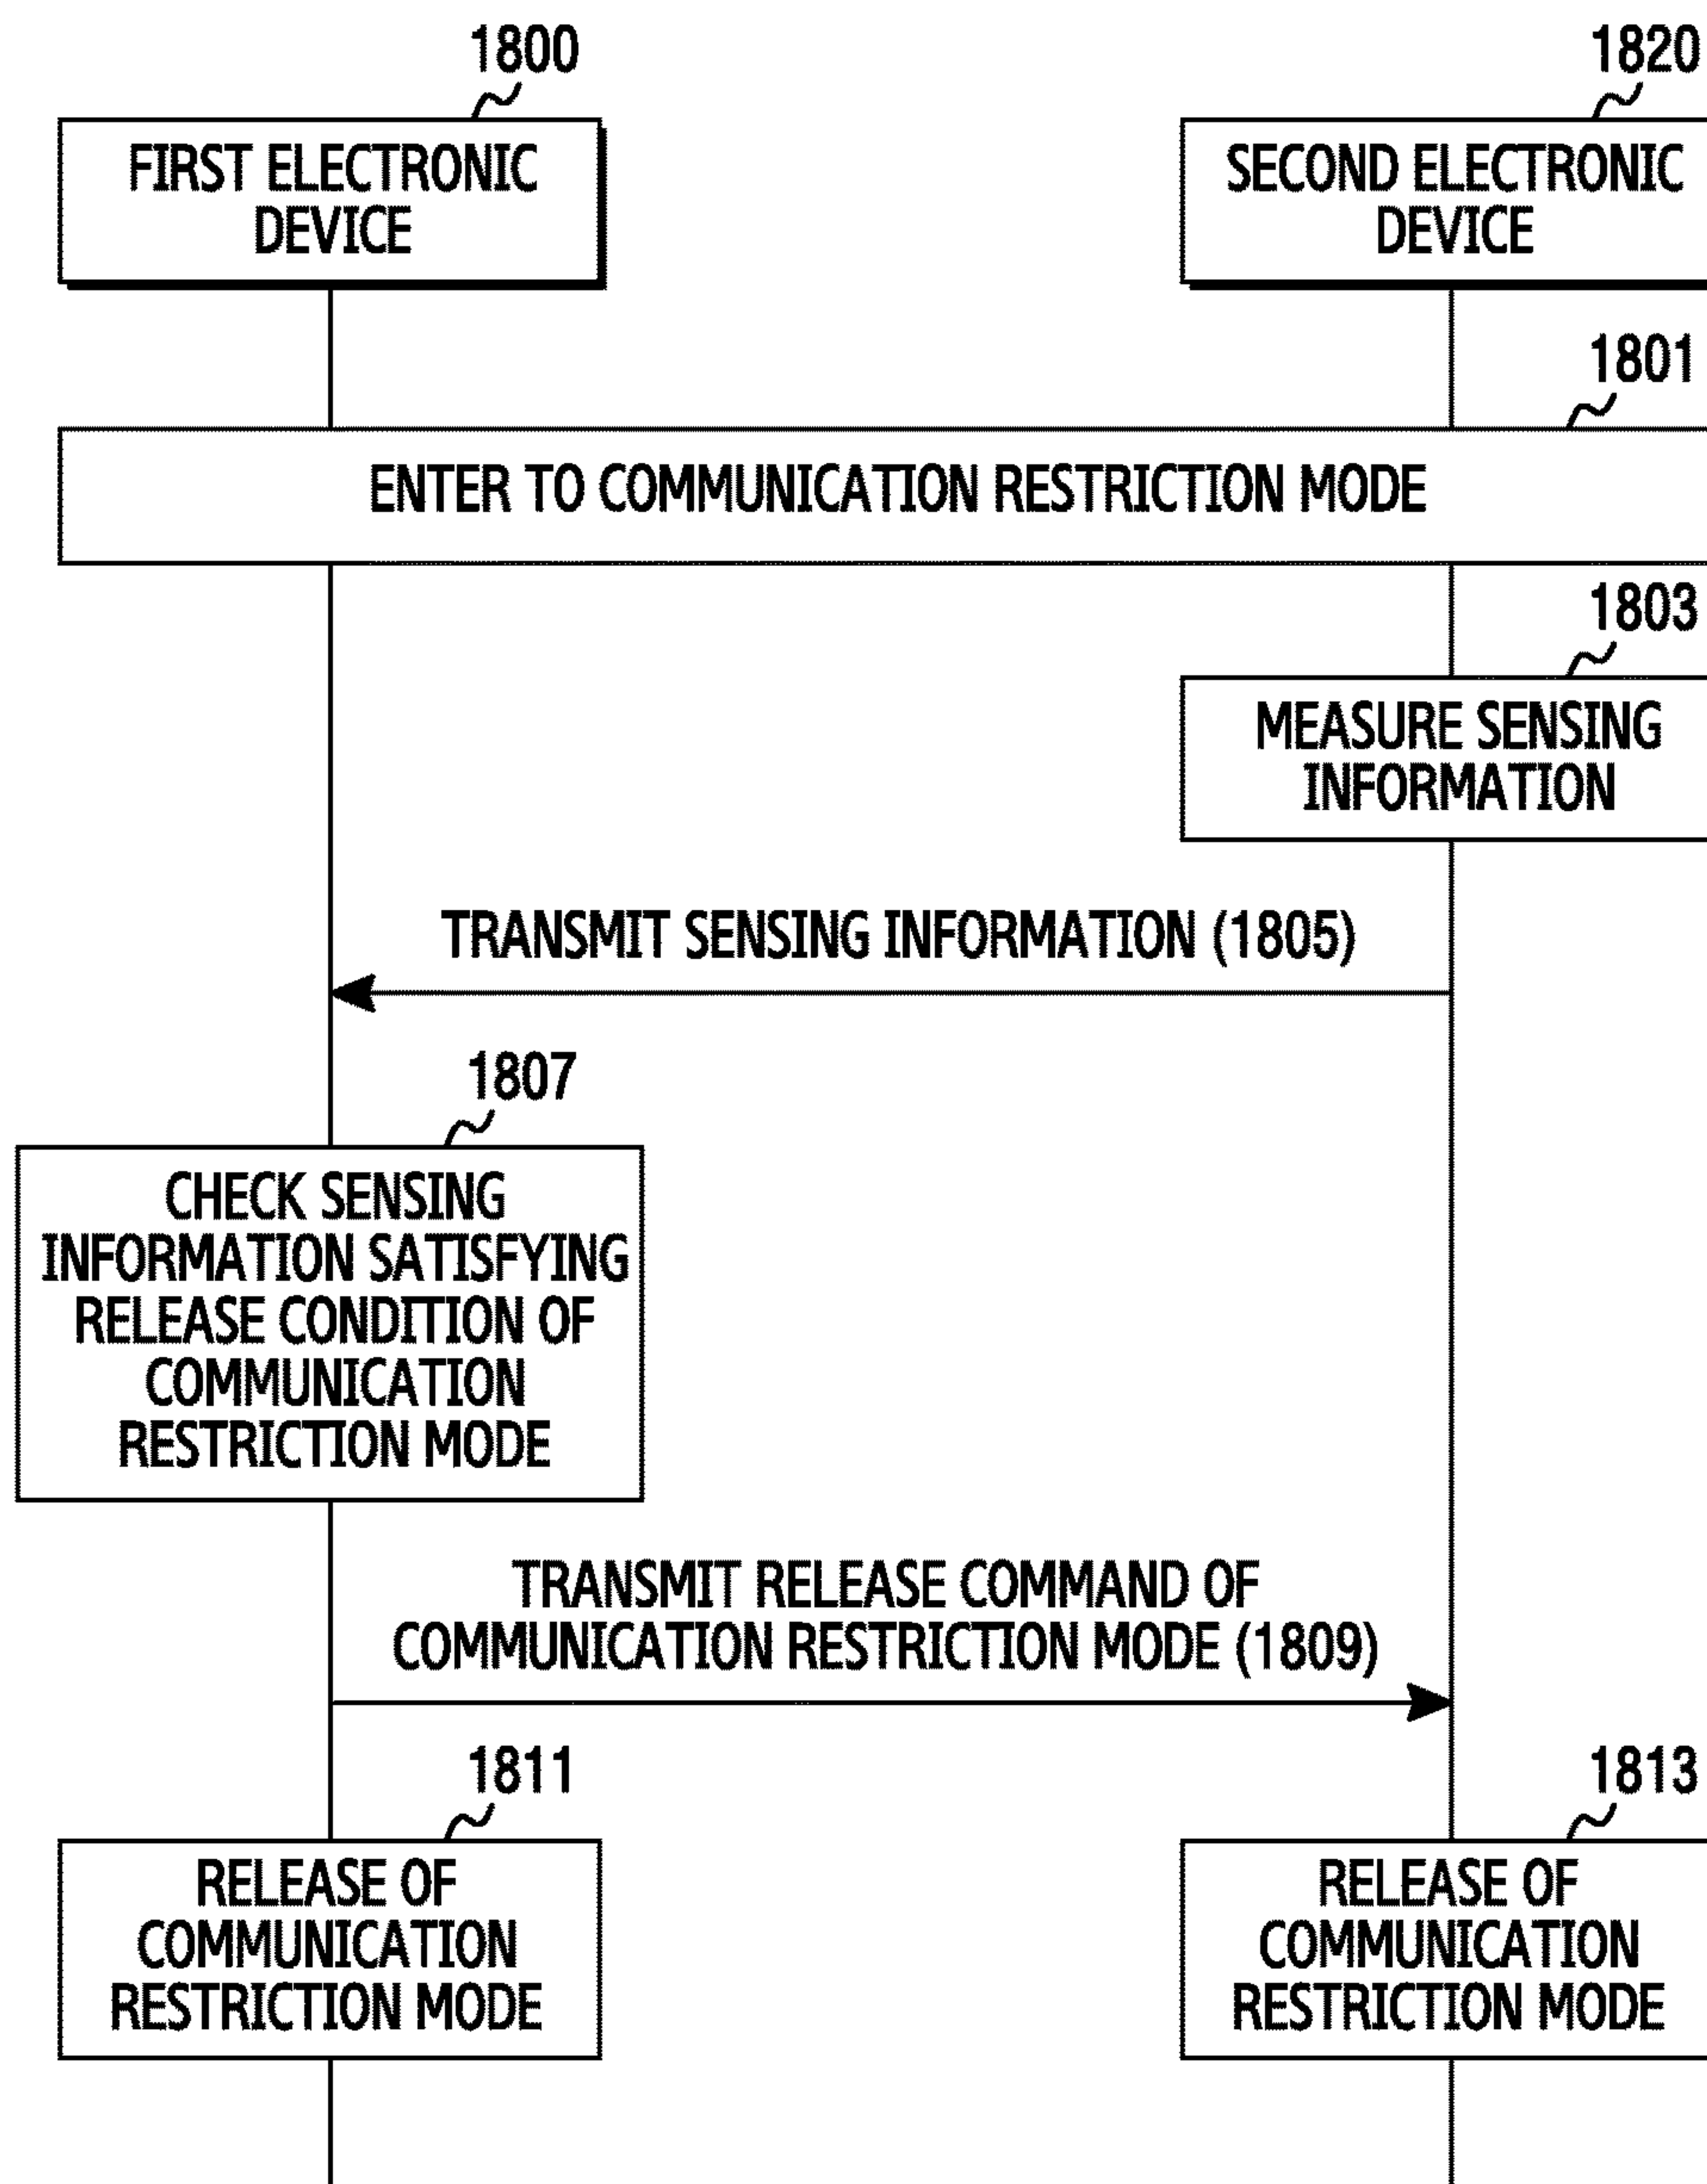 1800
1820
FIRST ELECTRONIC
DEVICE
SECOND ELECTRONIC
DEVICE
1801
ENTER TO COMMUNICATION RESTRICTION MODE
1803
MEASURE SENSING
INFORMATION
TRANSMIT SENSING INFORMATION (1805)
1807
CHECK SENSING
INFORMATION SATISFYING
RELEASE CONDITION OF
COMMUNICATION
RESTRICTION MODE
TRANSMIT RELEASE COMMAND OF
COMMUNICATION RESTRICTION MODE (1809)
1811
1813
RELEASE OF
COMMUNICATION
RESTRICTION MODE
RELEASE OF
COMMUNICATION
RESTRICTION MODE